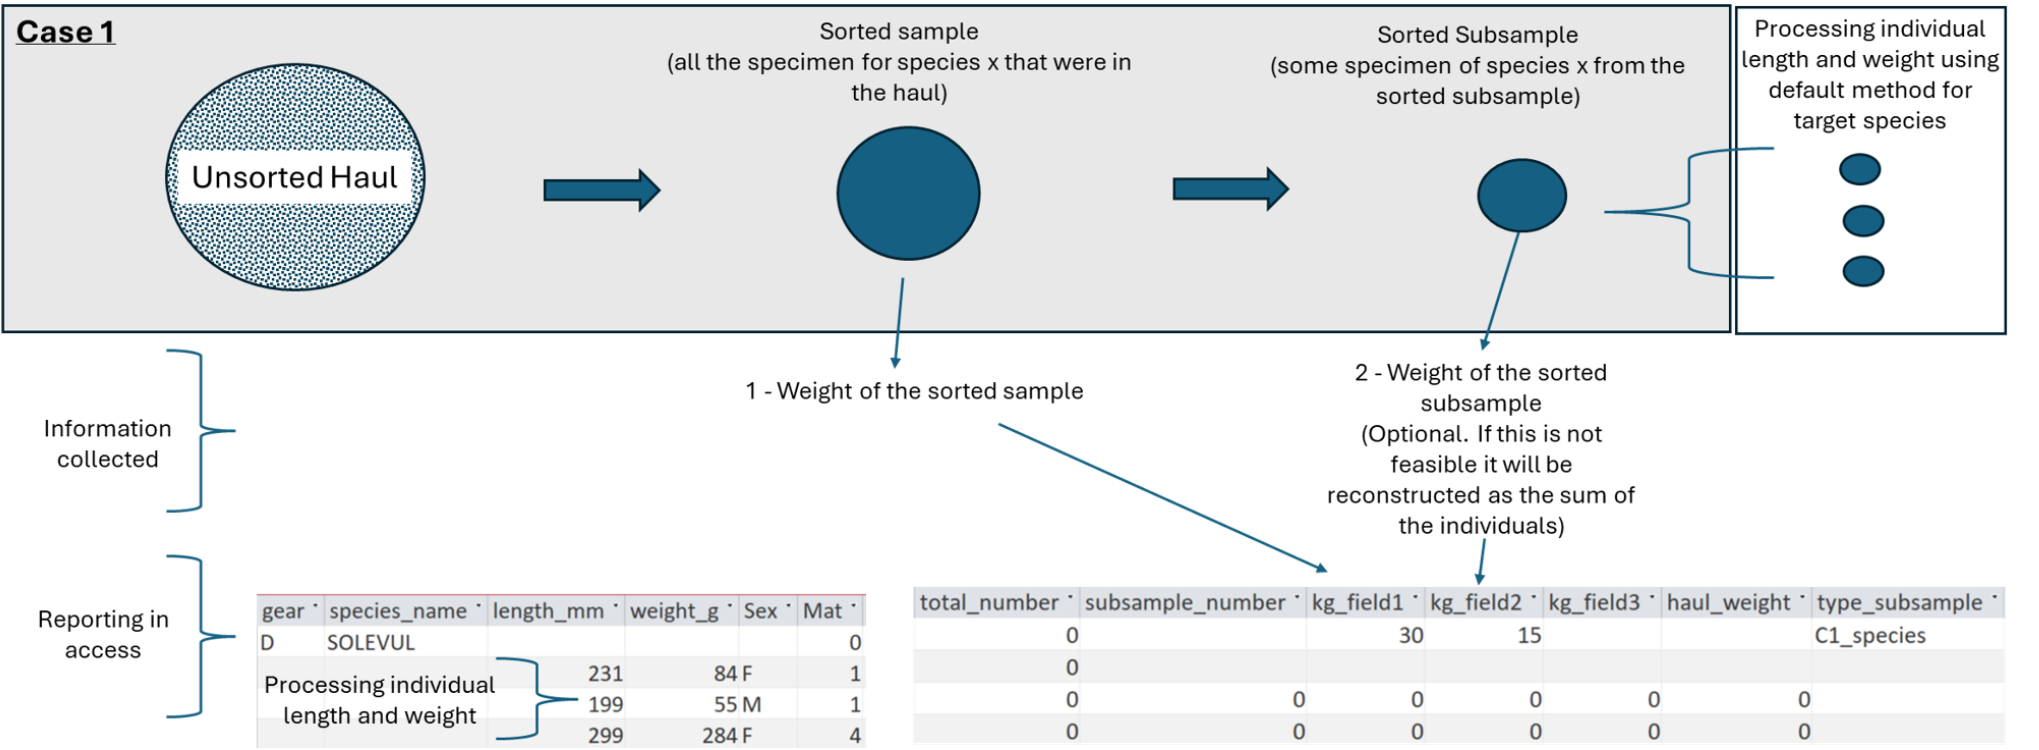 Case 1
Unsorted Haul
Sorted sample
(all the specimen for species x that were in
the haul)
Sorted Subsample
(some specimen of species x from the
sorted subsample)
Processing individual
length and weight using
default method for
target species
Information
collected
1 - Weight of the sorted sample
2 - Weight of the sorted
subsample
(Optional. If this is not
feasible it will be
reconstructed as the sum of
the individuals)
Reporting in
access
gear species_name length_mm weight_g Sex Mat
D SOLEVUL 0
231 84 F 1
199 55 M 1
299 284 F 4
Processing individual
length and weight
total_number subsample_number kg_field1 kg_field2 kg_field3 haul_weight type_subsample
0 30 15 C1_species
0
0 0 0 0 0 0
0 0 0 0 0 0